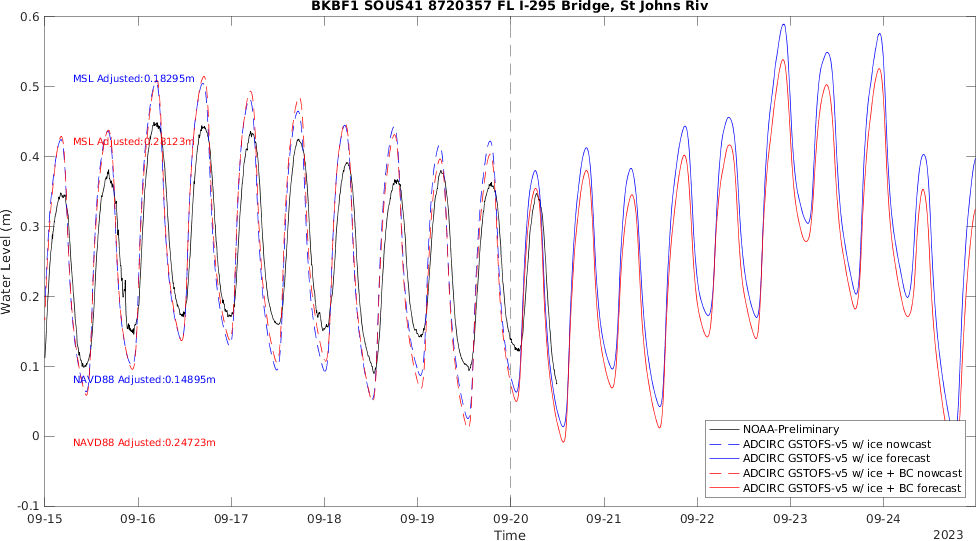 BKBF1 SOUS41 8720357 FL I-295 Bridge, St Johns Riv
0.6
0.5
0.4
0.3
0.2
0.1
0
-0.1
Water Level (m)
MSL Adjusted:0.18295m
MSL Adjusted:0.28123m
NAVD88 Adjusted:0.14895m
NAVD88 Adjusted:0.24723m
NOAA-Preliminary
ADCIRC GSTOFS-v5 w/ ice nowcast
ADCIRC GSTOFS-v5 w/ ice forecast
ADCIRC GSTOFS-v5 w/ ice + BC nowcast
ADCIRC GSTOFS-v5 w/ ice + BC forecast
09-15 09-16 09-17 09-18 09-19 09-20 09-21 09-22 09-23 09-24
Time
2023